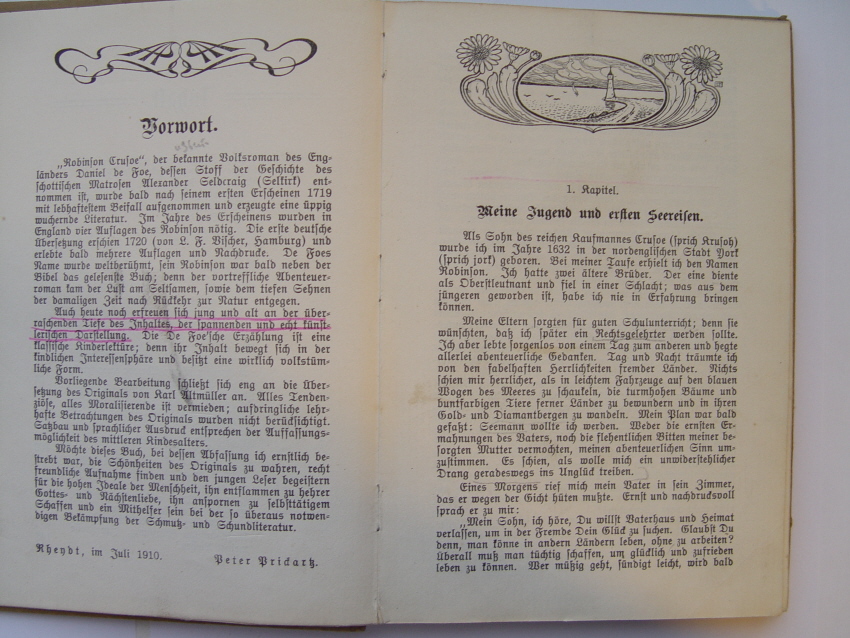 Vorwort.
„Robinson Crusoe“, der bekannte Volksroman des Eng-
länders Daniel de Foe, dessen Stoff der Geschichte des
schottischen Matrosen Alexander Seldcraig (Selkirk) ent-
nommen ist, wurde bald nach seinem ersten Erscheinen 1719
mit lebhaftestem Beifall aufgenommen und erzeugte eine üppig
wuchernde Literatur. Im Jahre des Erscheinens wurden in
England vier Auflagen des Robinson nötig. Die erste deutsche
Übersetzung erschien 1720 (von L. F. Vischer, Hamburg) und
erlebte bald mehrere Auflagen und Nachdrucke. De Foes
Name wurde weltberühmt, sein Robinson war bald neben der
Bibel das gelesenste Buch; denn der vortreffliche Abenteuer-
roman kam der Lust am Seltsamen, sowie dem tiefen Sehnen
der damaligen Zeit nach Rückkehr zur Natur entgegen.
Auch heute noch erfreuen sich jung und alt an der über-
raschenden Tiefe des Inhaltes, der spannenden und echt künst-
lerischen Darstellung. Die De Foe'sche Erzählung ist eine
klassische Kinderlektüre; denn ihr Inhalt bewegt sich in der
kindlichen Interessensphäre und besitzt eine wirklich volkstüm-
liche Form.
Vorliegende Bearbeitung schließt sich eng an die Über-
setzung des Originals von Karl Altmüller an. Alles Tenden-
ziöse, alles Moralisierende ist vermieden; aufdringliche lehr-
hafte Betrachtungen des Originals wurden nicht berücksichtigt.
Satzbau und sprachlicher Ausdruck entsprechen der Auffassungs-
möglichkeit des mittleren Kindesalters.
Möchte dieses Buch, bei dessen Abfassung ich ernstlich be-
strebt war, die Schönheiten des Originals zu wahren, recht
freundliche Aufnahme finden und den jungen Leser begeistern
für die hohen Ideale der Menschheit, ihn entflammen zu hehrer
Gottes- und Nächstenliebe, ihn anspornen zu selbsttätigem
Schaffen und ein Mithelfer sein bei der so überaus notwen-
digen Bekämpfung der Schmutz- und Schundliteratur.
Rheydt, im Juli 1910.
Peter Prickartz.
1. Kapitel.
Meine Jugend und ersten Seereisen.
Als Sohn des reichen Kaufmannes Crusoe (sprich Krusoh)
wurde ich im Jahre 1632 in der nordenglischen Stadt York
(sprich jork) geboren. Bei meiner Taufe erhielt ich den Namen
Robinson. Ich hatte zwei ältere Brüder. Der eine diente
als Oberstleutnant und fiel in einer Schlacht; was aus dem
jüngeren geworden ist, habe ich nie in Erfahrung bringen
können.
Meine Eltern sorgten für guten Schulunterricht; denn sie
wünschten, daß ich später ein Rechtsgelehrter werden sollte.
Ich aber lebte sorgenlos von einem Tag zum anderen und hegte
allerlei abenteuerliche Gedanken. Tag und Nacht träumte ich
von den fabelhaften Herrlichkeiten fremder Länder. Nichts
schien mir herrlicher, als in leichtem Fahrzeuge auf den blauen
Wogen des Meeres zu schaukeln, die turmhohen Bäume und
buntfarbigen Tiere ferner Länder zu bewundern und in ihren
Gold- und Diamantbergen zu wandeln. Mein Plan war bald
gefaßt: Seemann wollte ich werden. Weder die ernsten Er-
mahnungen des Vaters, noch die flehentlichen Bitten meiner be-
sorgten Mutter vermochten, meinen abenteuerlichen Sinn um-
zustimmen. Es schien, als wolle mich ein unwiderstehlicher
Drang geradeswegs ins Unglück treiben.
Eines Morgens rief mich mein Vater in sein Zimmer,
das er wegen der Gicht hüten mußte. Ernst und nachdrucksvoll
sprach er zu mir:
„Mein Sohn, ich höre, Du willst Vaterhaus und Heimat
verlassen, um in der Fremde Dein Glück zu suchen. Glaubst Du
denn, man könne in andern Ländern leben, ohne zu arbeiten?
Überall muß man tüchtig schaffen, um glücklich und zufrieden
leben zu können. Wer müßig geht, sündigt leicht, wird bald